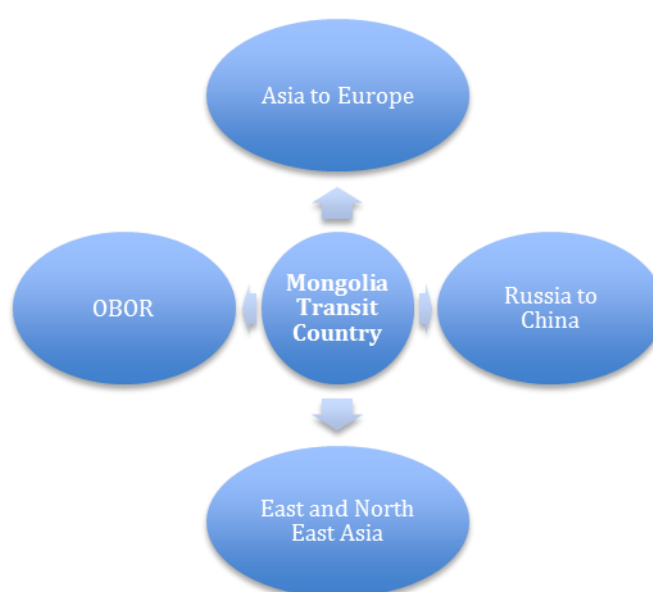 Asia to Europe
OBOR
Mongolia
Transit
Country
Russia to
China
East and North
East Asia